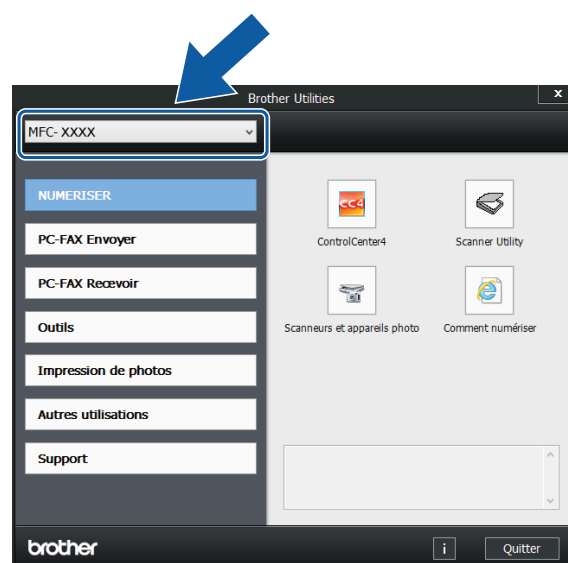 Brother Utilities
x
MFC- XXXX
NUMERISER
PC-FAX Envoyer
PC-FAX Recevoir
Outils
Impression de photos
Autres utilisations
Support
CC4
ControlCenter4
Scanner Utility
Scanneurs et appareils photo
Comment numériser
brother
i
Quitter